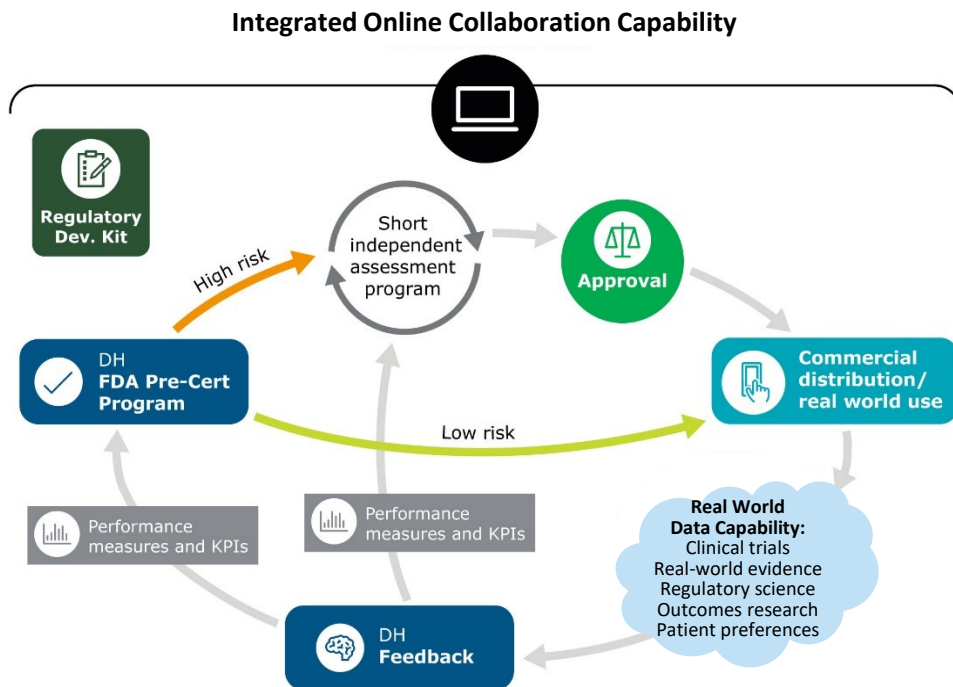 Integrated Online Collaboration Capability
Regulatory
Dev. Kit
High risk
Short
independent
assessment
program
Approval
DH
FDA Pre-Cert
Program
Commercial
distribution/
real world use
Low risk
Performance
measures and KPIs
Performance
measures and KPIs
Real World
Data Capability:
Clinical trials
Real-world evidence
Regulatory science
Outcomes research
Patient preferences
DH
Feedback